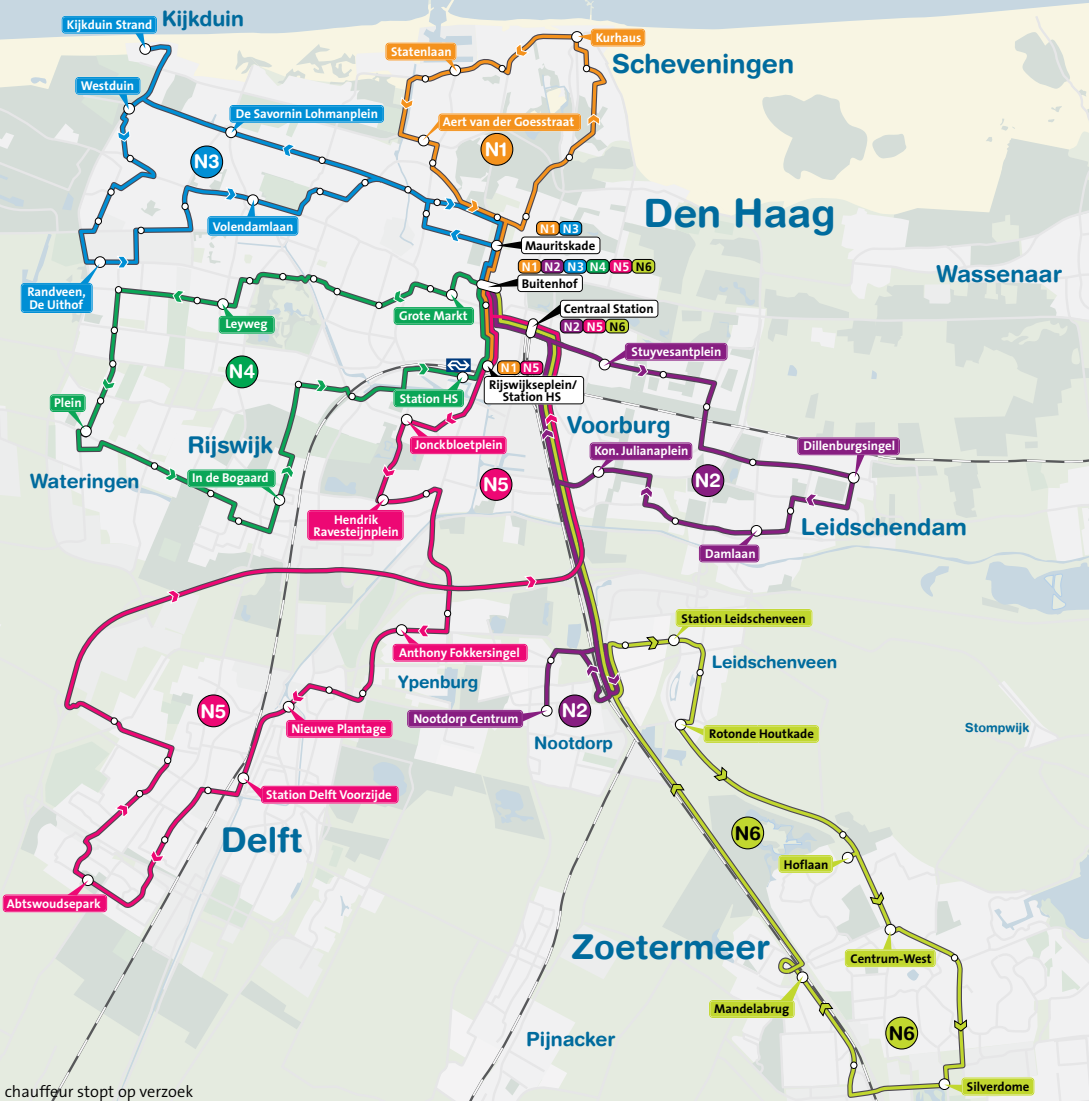 Kijkduin Strand
Kijkduin
Kurhaus
Statenlaan
Scheveningen
Westduin
De Savornin Lohmanplein
Aert van der Goesstraat
N1
N3
Volendamlaan
Den Haag
N1 N3
Mauritskade
N1 N2 N3 N4 N5 N6
Buitenhof
Wassenaar
Randveen,
De Uithof
Leyweg
Grote Markt
Centraal Station
N2 N5 N6
Stuyvesantplein
N4
N1 N5
Rijswijkseplein/
Station HS
Station HS
Plein
Jonckbloetplein
Voorburg
Rijswijk
Kon. Julianaplein
Dillenburgsingel
Wateringen
In de Bogaard
N5
N2
Hendrik
Ravesteijnplein
Leidschendam
Damlaan
Station Leidschenveen
Anthony Fokkersingel
Leidschenveen
Ypenburg
N5
N2
Nootdorp Centrum
Nieuwe Plantage
Rotonde Houtkade
Stompwijk
Nootdorp
Station Delft Voorzijde
Delft
N6
Hoflaan
Abtswoudsepark
Zoetermeer
Centrum-West
Mandelabrug
N6
Pijnacker
Silverdome
chauffeur stopt op verzoek